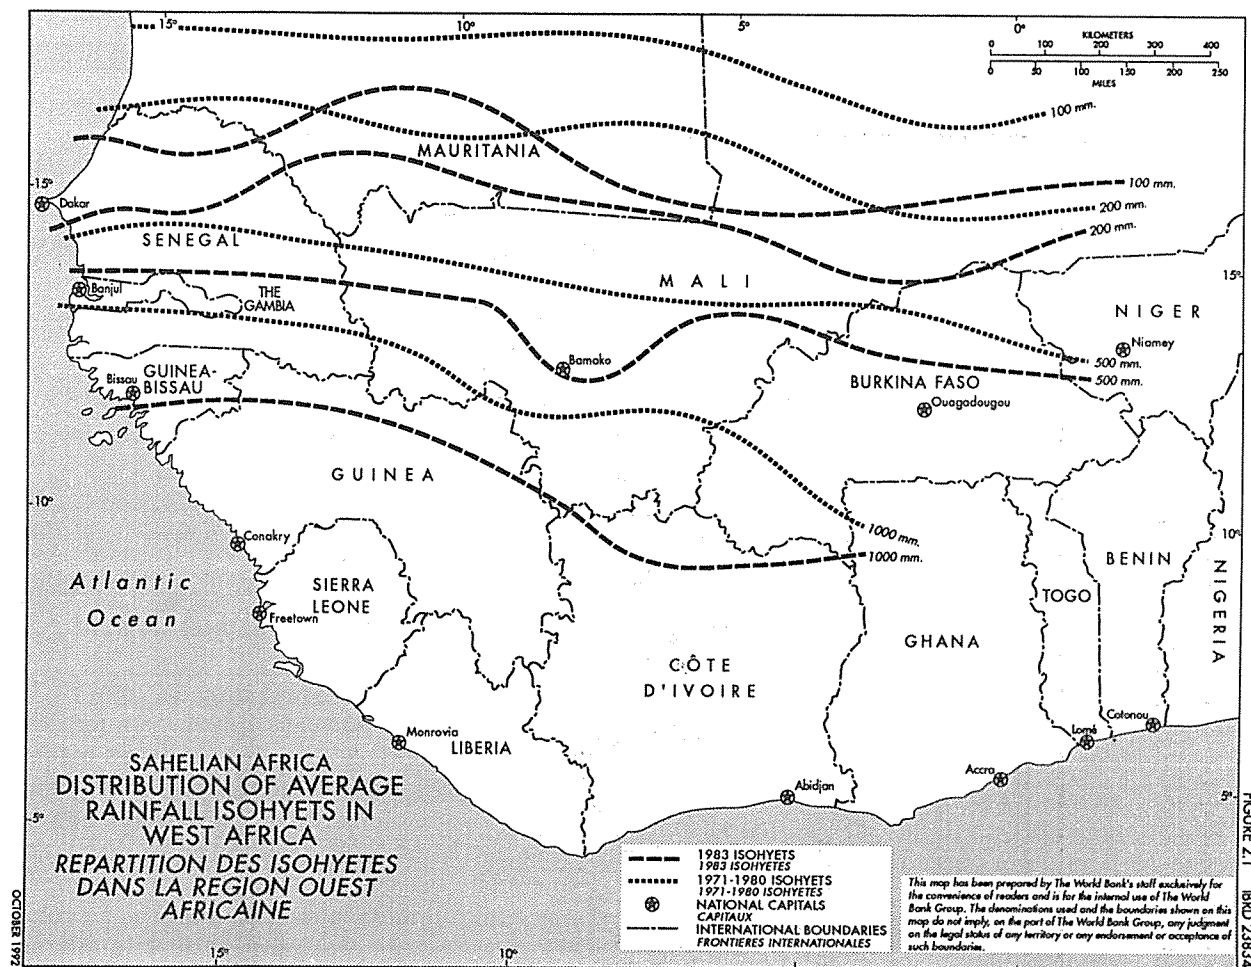 15°
10°
5°
0°
KILOMETERS
0 100 200 300 400
0 50 100 150 200 250
MILES
100 mm.
MAURITANIA
15°
100 mm.
Dakar
200 mm.
200 mm.
SENEGAL
15°
MALI
Banjul
THE
GAMBIA
NIGER
Niamey
Bamako
500 mm.
GUINEA-
BISSAU
Bissau
500 mm.
BURKINA FASO
Ouagadougou
GUINEA
10°
1000 mm.
10°
Conakry
1000 mm.
BENIN
SIERRA
LEONE
Atlantic
Ocean
TOGO
NIGERIA
Freetown
GHANA
CÔTE
D'IVOIRE
Cotonou
Monrovia
LIBERIA
Lomé
Accra
Abidjan
5°
5°
SAHELIAN AFRICA
DISTRIBUTION OF AVERAGE
RAINFALL ISOHYETS IN
WEST AFRICA
REPARTITION DES ISOHYETES
DANS LA REGION OUEST
AFRICAINE
1983 ISOHYETS
1983 ISOHYETES
1971-1980 ISOHYETS
1971-1980 ISOHYETES
NATIONAL CAPITALS
CAPITAUX
INTERNATIONAL BOUNDARIES
FRONTIERES INTERNATIONALES
This map has been prepared by The World Bank's staff exclusively for
the convenience of readers and is for the internal use of The World
Bank Group. The denominations used and the boundaries shown on this
map do not imply, on the part of The World Bank Group, any judgment
on the legal status of any territory or any endorsement or acceptance of
such boundaries.
15°
10°
OCTOBER 1992
FIGURE 2.1 IBRD 23834